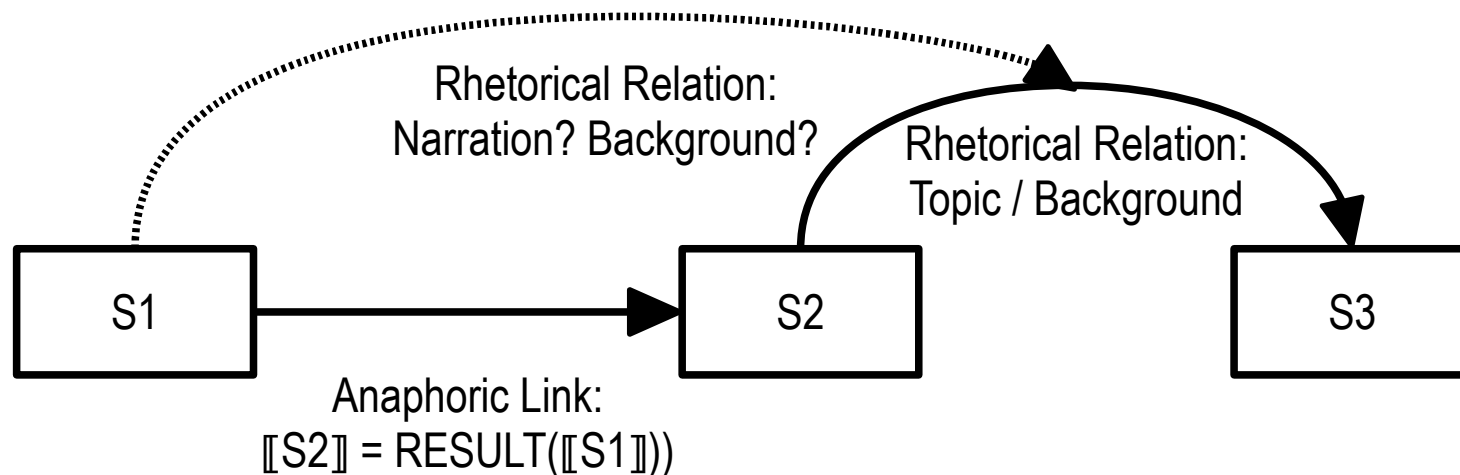 Rhetorical Relation:
Narration? Background?
Rhetorical Relation:
Topic / Background
S1
S2
S3
Anaphoric Link:
⟦S2⟧ = RESULT(⟦S1⟧))